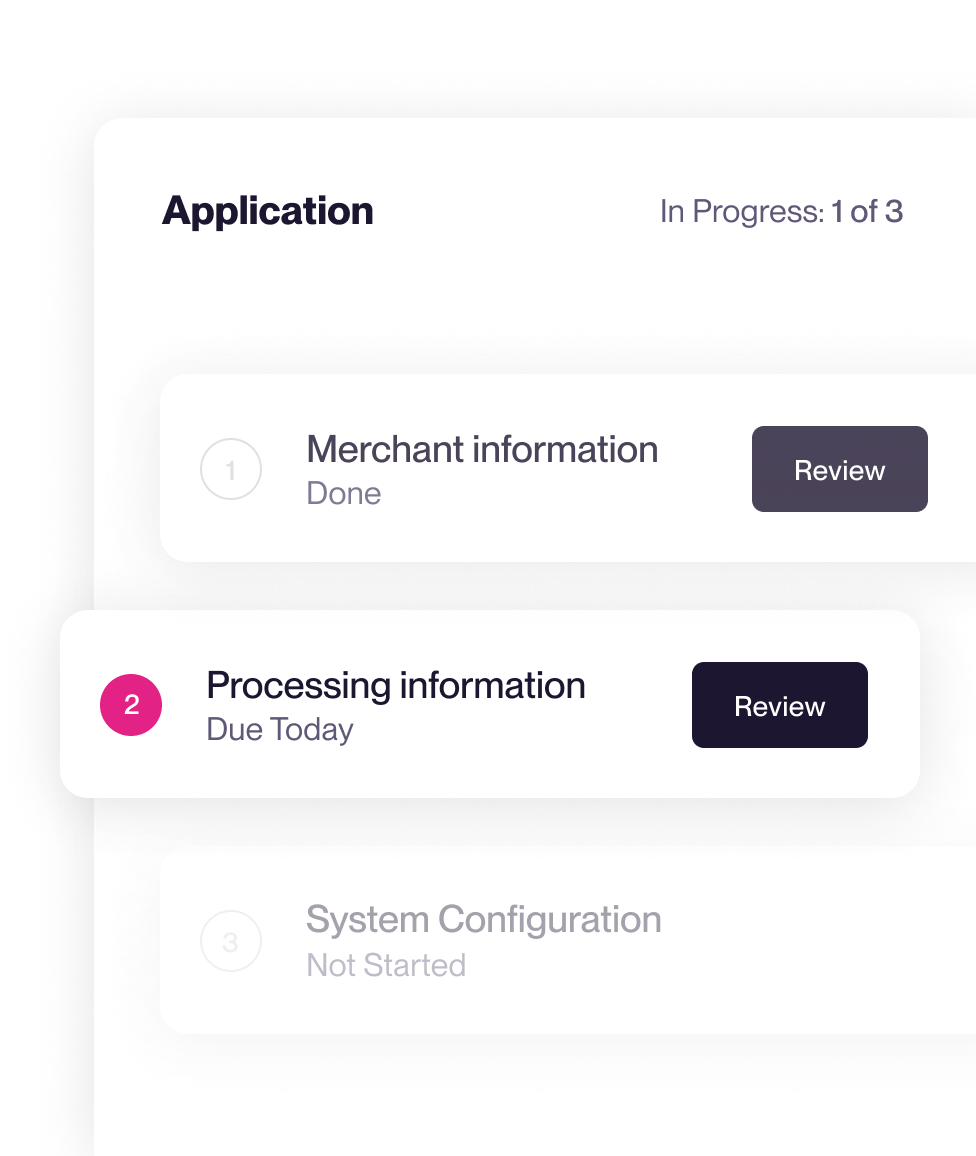 Application
In Progress: 1 of 3
1
Merchant information
Done
Review
2
Processing information
Due Today
Review
3
System Configuration
Not Started